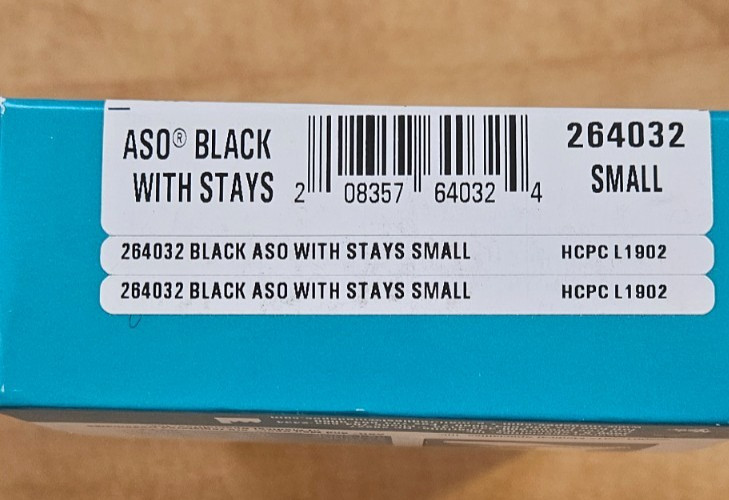 ASO® BLACK
WITH STAYS
2 08357 64032 4
264032
SMALL
264032 BLACK ASO WITH STAYS SMALL HCPC L1902
264032 BLACK ASO WITH STAYS SMALL HCPC L1902